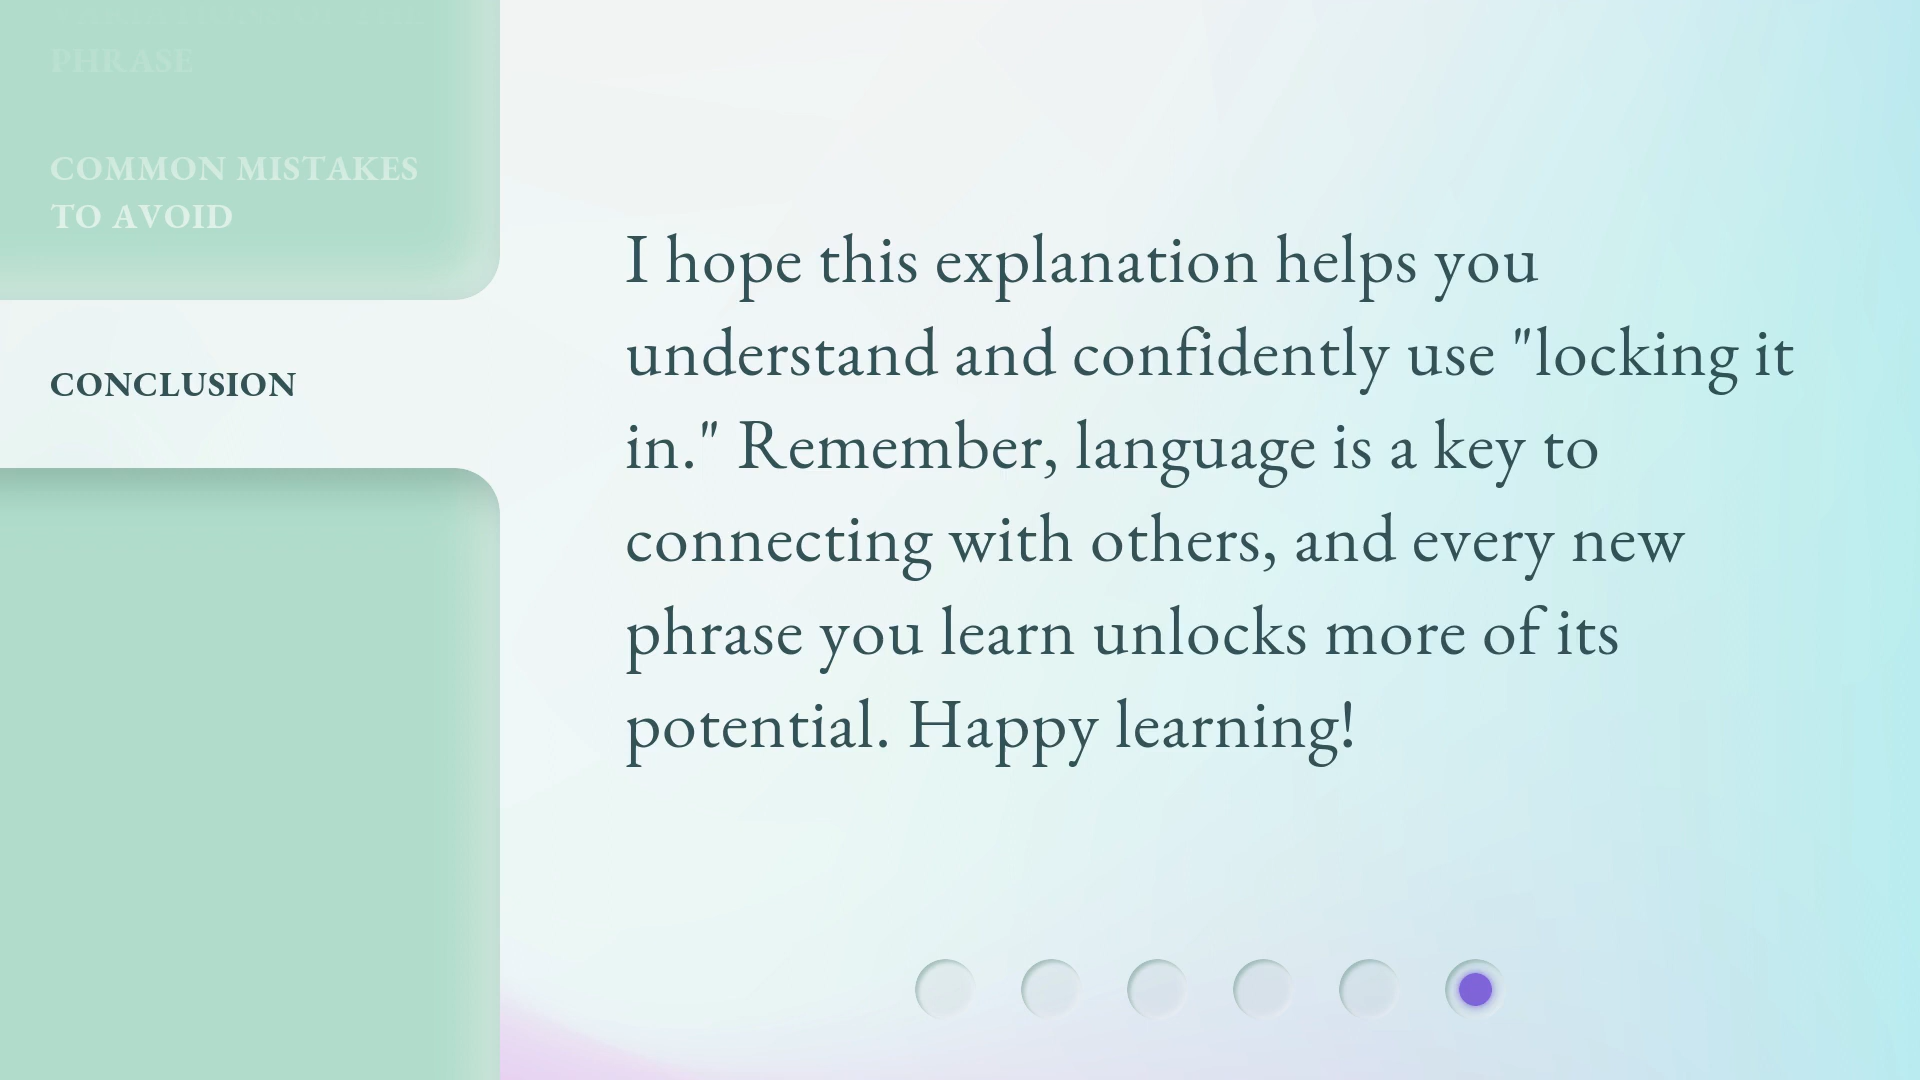 PHRASE
COMMON MISTAKES
TO AVOID
CONCLUSION
I hope this explanation helps you
understand and confidently use "locking it
in." Remember, language is a key to
connecting with others, and every new
phrase you learn unlocks more of its
potential. Happy learning!